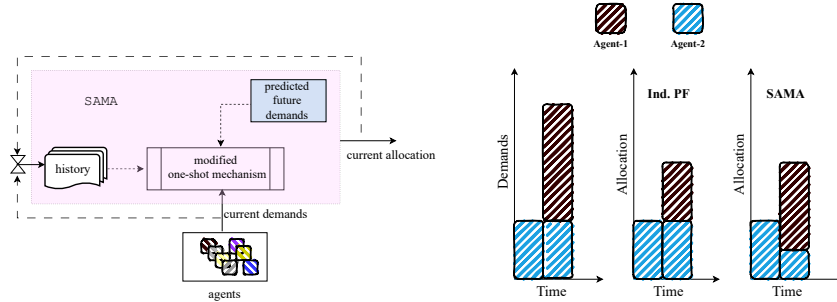 SAMA
predicted
future
demands
history
modified
one-shot mechanism
current allocation
current demands
agents
Agent-1
Agent-2
Demands
Time
Ind. PF
Allocation
Time
SAMA
Allocation
Time